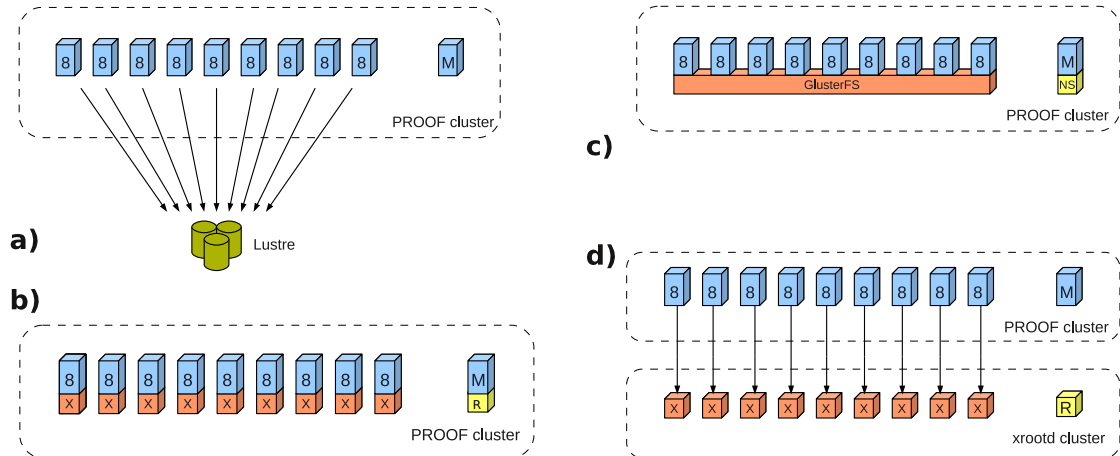 8 8 8 8 8 8 8 8 8 M
PROOF cluster
a)
Lustre
b)
8 8 8 8 8 8 8 8 8 M
X X X X X X X X X R
PROOF cluster
8 8 8 8 8 8 8 8 8 M
GlusterFS NS
PROOF cluster
c)
d)
8 8 8 8 8 8 8 8 8 M
PROOF cluster
X X X X X X X X X R
xrootd cluster